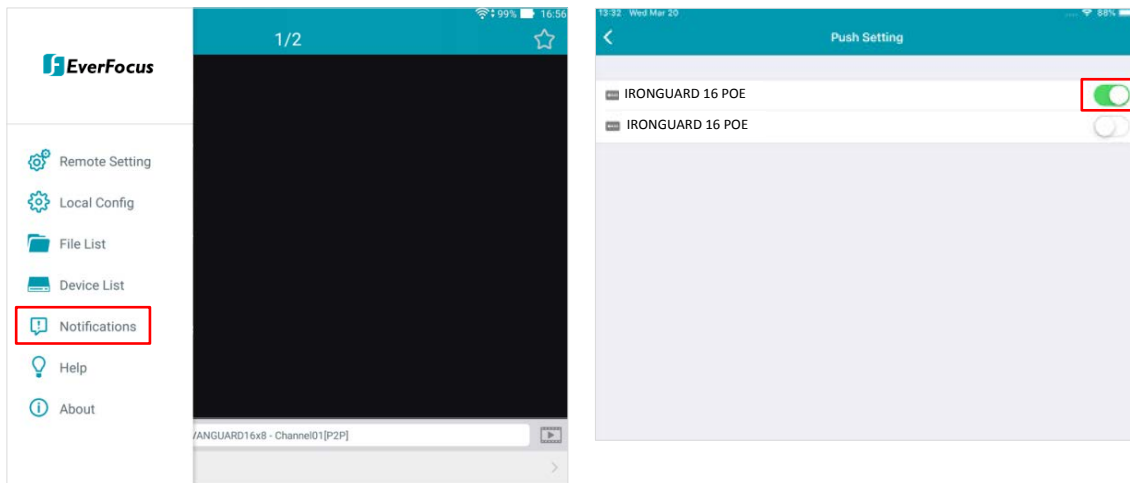 99% 16:56
1/2
EverFocus
Remote Setting
Local Config
File List
Device List
Notifications
Help
About
/ANGUARD16x8 - Channel01[P2P]
13:32 Wed Mar 20
88%
Push Setting
IRONGUARD 16 POE
IRONGUARD 16 POE